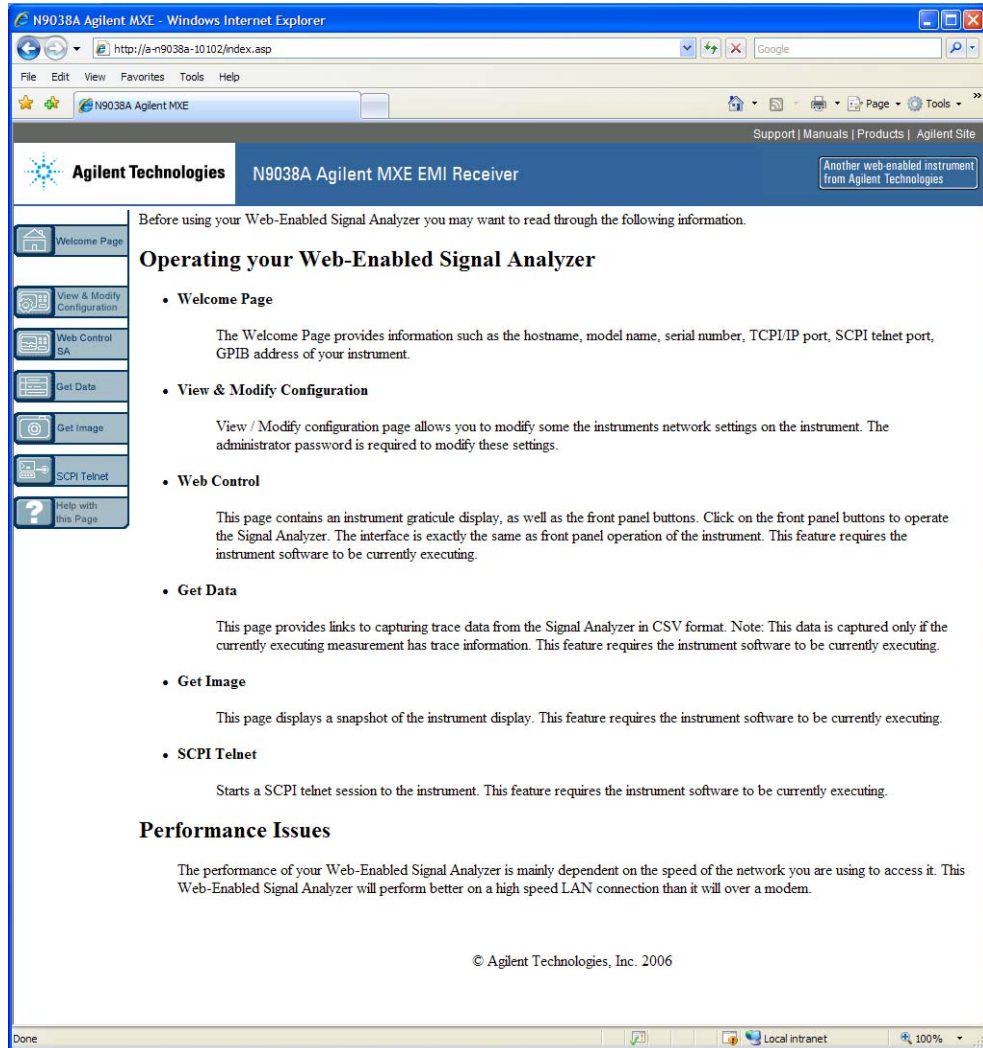 N9038A Agilent MXE - Windows Internet Explorer
http://a-n9038a-10102/index.asp
Google
File Edit View Favorites Tools Help
N9038A Agilent MXE
Page
Tools
»
Support | Manuals | Products | Agilent Site
Agilent Technologies
N9038A Agilent MXE EMI Receiver
Another web-enabled instrument
from Agilent Technologies
Welcome Page
View & Modify
Configuration
Web Control
SA
Get Data
Get Image
SCPI Telnet
Help with
this Page
Before using your Web-Enabled Signal Analyzer you may want to read through the following information.
Operating your Web-Enabled Signal Analyzer
• Welcome Page
The Welcome Page provides information such as the hostname, model name, serial number, TCPI/IP port, SCPI telnet port,
GPIB address of your instrument.
• View & Modify Configuration
View / Modify configuration page allows you to modify some the instruments network settings on the instrument. The
administrator password is required to modify these settings.
• Web Control
This page contains an instrument graticule display, as well as the front panel buttons. Click on the front panel buttons to operate
the Signal Analyzer. The interface is exactly the same as front panel operation of the instrument. This feature requires the
instrument software to be currently executing.
• Get Data
This page provides links to capturing trace data from the Signal Analyzer in CSV format. Note: This data is captured only if the
currently executing measurement has trace information. This feature requires the instrument software to be currently executing.
• Get Image
This page displays a snapshot of the instrument display. This feature requires the instrument software to be currently executing.
• SCPI Telnet
Starts a SCPI telnet session to the instrument. This feature requires the instrument software to be currently executing.
Performance Issues
The performance of your Web-Enabled Signal Analyzer is mainly dependent on the speed of the network you are using to access it. This
Web-Enabled Signal Analyzer will perform better on a high speed LAN connection than it will over a modem.
© Agilent Technologies, Inc. 2006
Done
Local intranet
100%